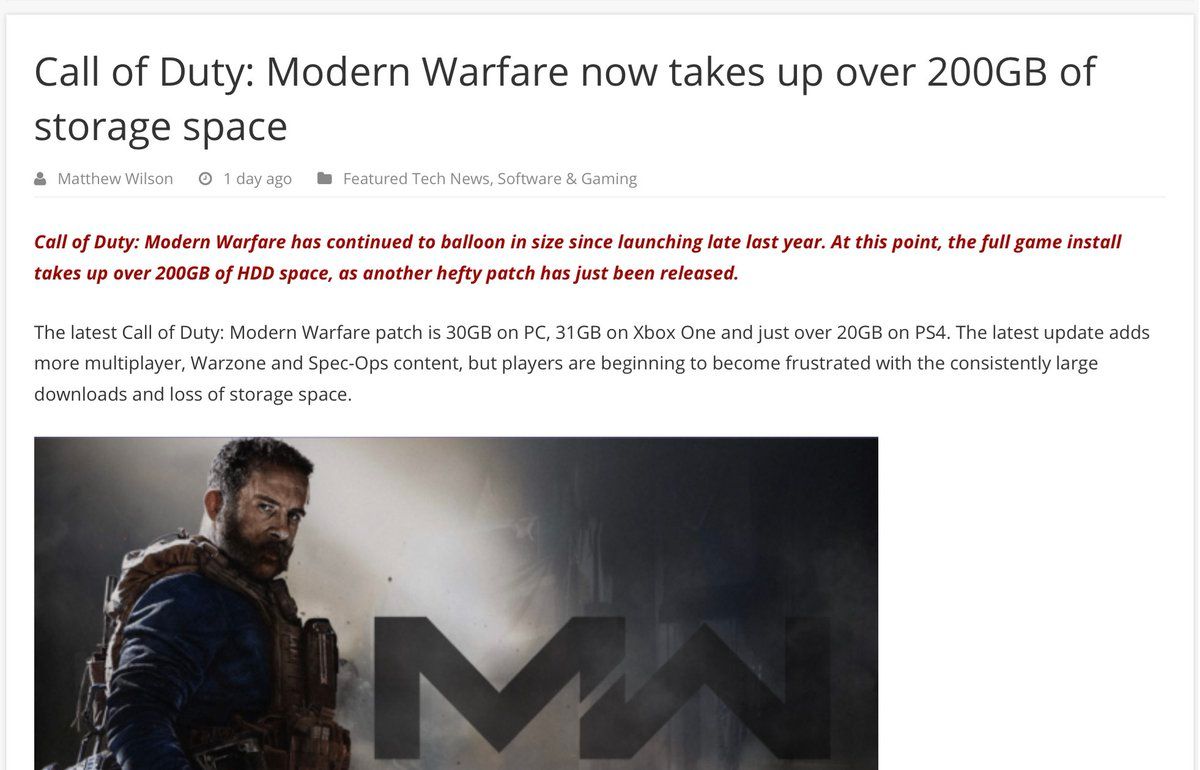 Call of Duty: Modern Warfare now takes up over 200GB of
storage space
Matthew Wilson 1 day ago Featured Tech News, Software & Gaming
Call of Duty: Modern Warfare has continued to balloon in size since launching late last year. At this point, the full game install
takes up over 200GB of HDD space, as another hefty patch has just been released.
The latest Call of Duty: Modern Warfare patch is 30GB on PC, 31GB on Xbox One and just over 20GB on PS4. The latest update adds
more multiplayer, Warzone and Spec-Ops content, but players are beginning to become frustrated with the consistently large
downloads and loss of storage space.
MW